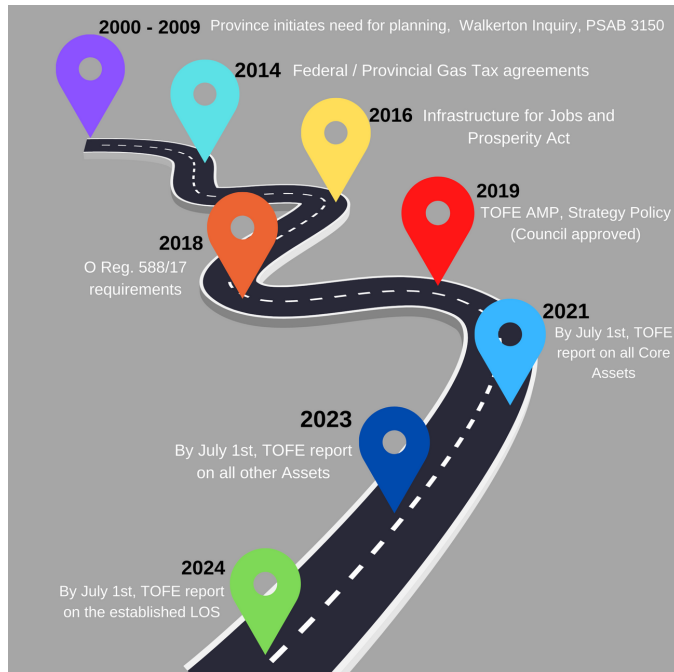 2000 - 2009 Province initiates need for planning, Walkerton Inquiry, PSAB 3150
2014 Federal / Provincial Gas Tax agreements
2016 Infrastructure for Jobs and
Prosperity Act
2018
O Reg. 588/17
requirements
2019
TOFE AMP, Strategy Policy
(Council approved)
2021
By July 1st, TOFE
report on all Core
Assets
2023
By July 1st, TOFE report
on all other Assets
2024
By July 1st, TOFE report
on the established LOS